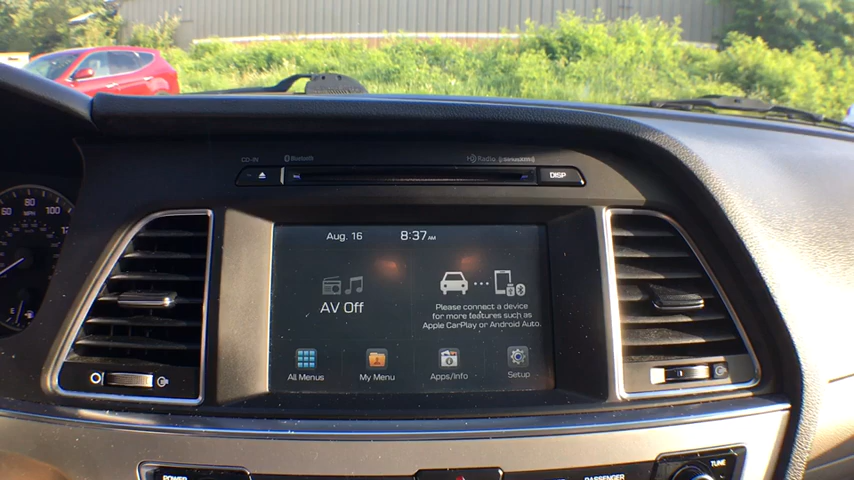 CD-IN
Bluetooth
HD Radio
SiriusXM
DISP
Aug. 16
8:37 AM
AV Off
Please connect a device
for more features such as
Apple CarPlay or Android Auto.
All Menus
My Menu
Apps/Info
Setup
60
80
100
MPH
E
POWER
PASSENGER
TUNE